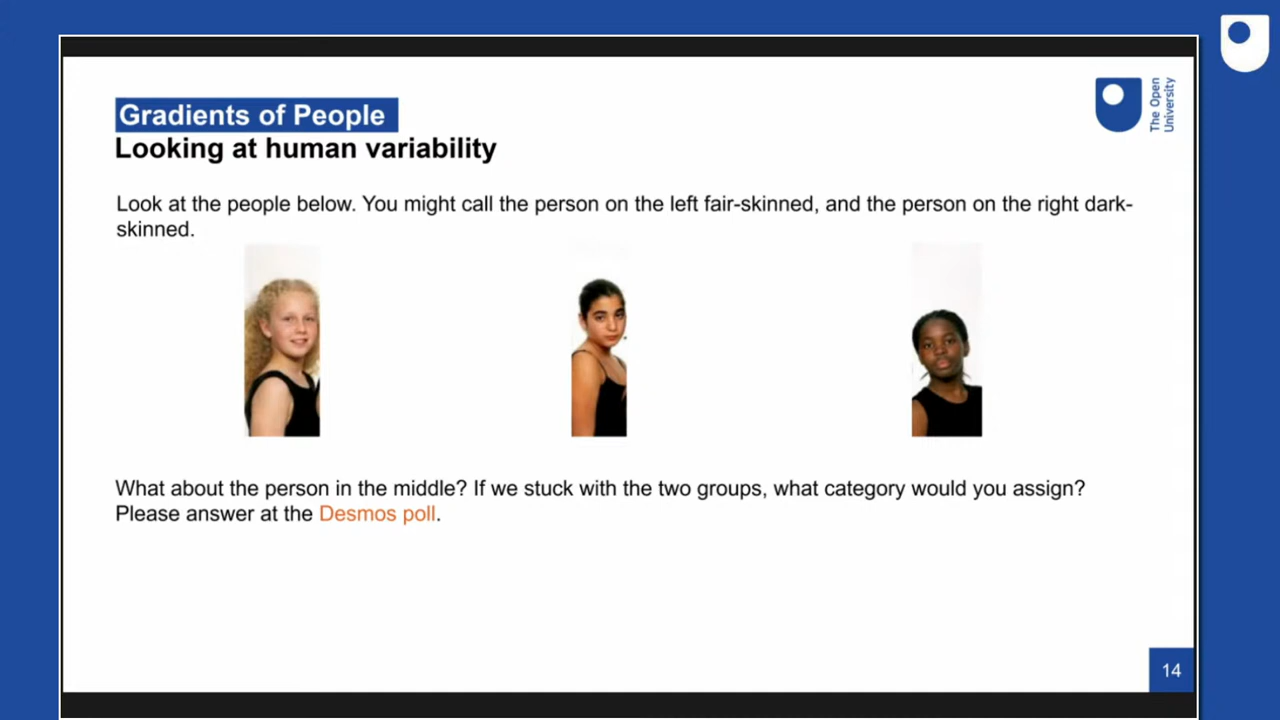 Gradients of People
Looking at human variability
The Open
University
Look at the people below. You might call the person on the left fair-skinned, and the person on the right dark-
skinned.
What about the person in the middle? If we stuck with the two groups, what category would you assign?
Please answer at the Desmos poll.
14